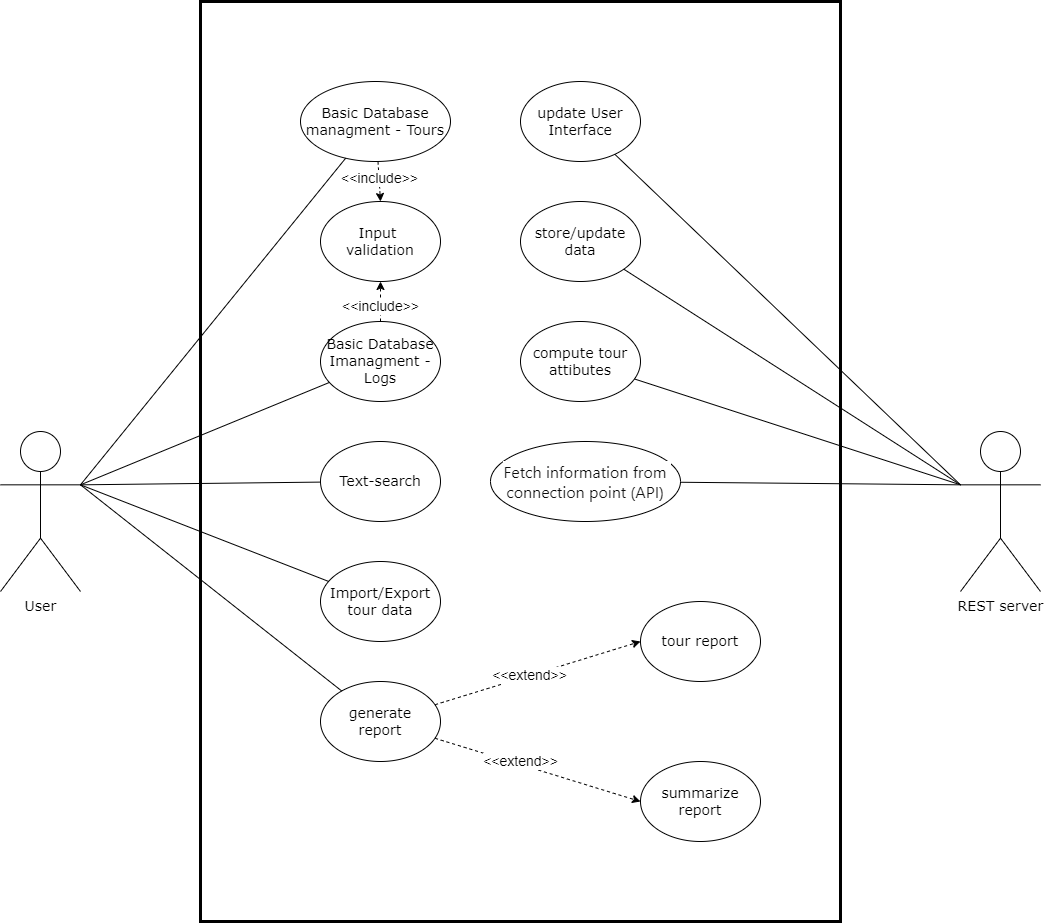 Basic Database
managment - Tours
update User
Interface
<<include>>
Input
validation
store/update
data
<<include>>
Basic Database
lmanagment -
Logs
compute tour
attibutes
Text-search
Fetch information from
connection point (API)
Import/Export
tour data
User
REST server
tour report
<<extend>>
generate
report
<<extend>>
summarize
report